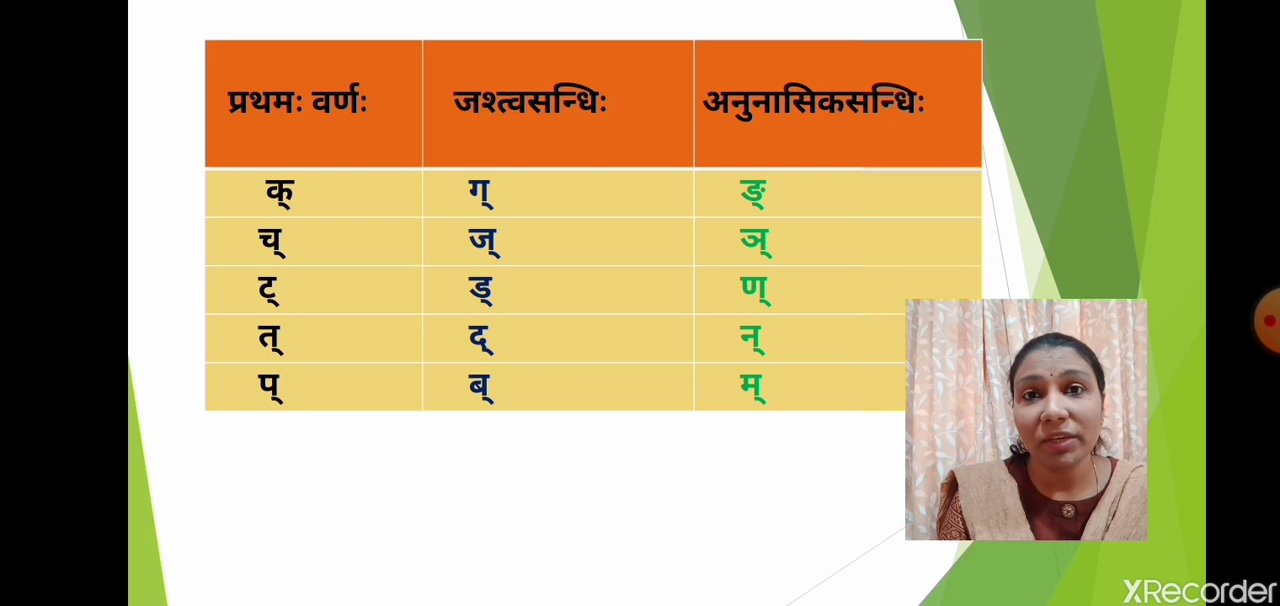 प्रथमः वर्णः जश्त्वसन्धिः अनुनासिकसन्धिः
क् ग् ङ्
च् ज् ञ्
ट् ड् ण्
त् द् न्
प् ब् म्
XRecorder